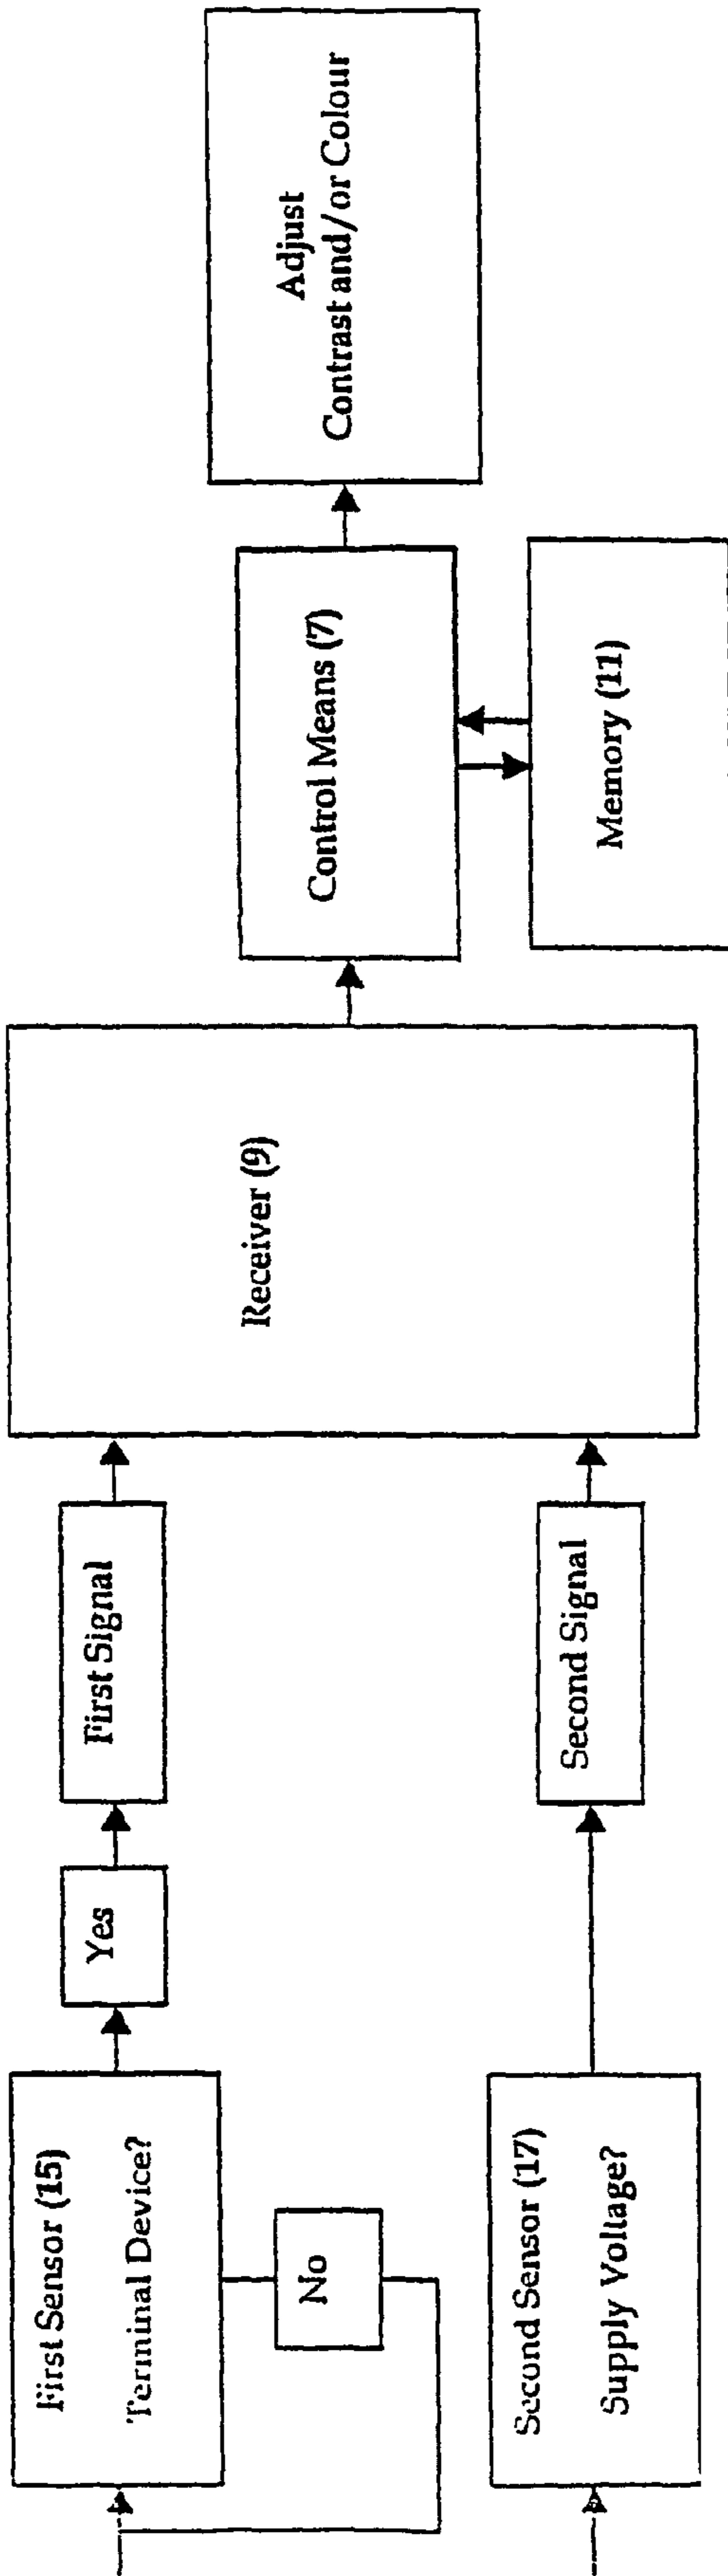 First Sensor (15)
Terminal Device?
No
Yes
First Signal
Second Sensor (17)
Supply Voltage?
Second Signal
Receiver (9)
Control Means (7)
Memory (11)
Adjust
Contrast and/or Colour